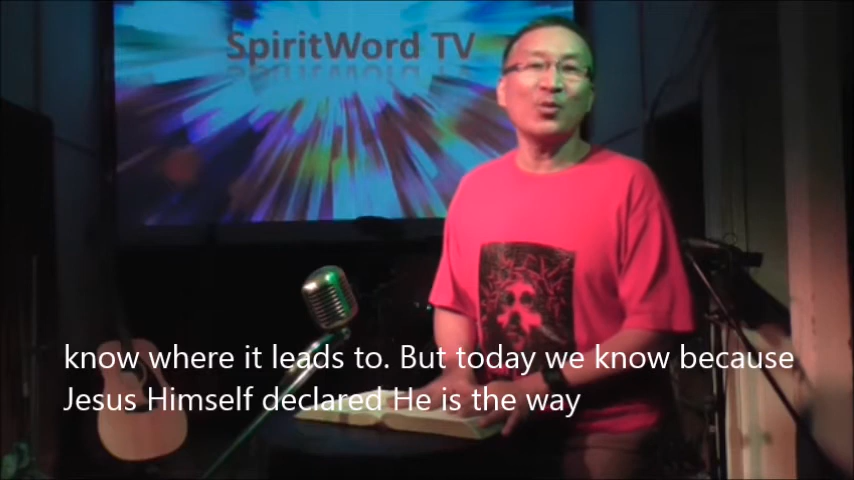 SpiritWord TV
know where it leads to. But today we know because
Jesus Himself declared He is the way